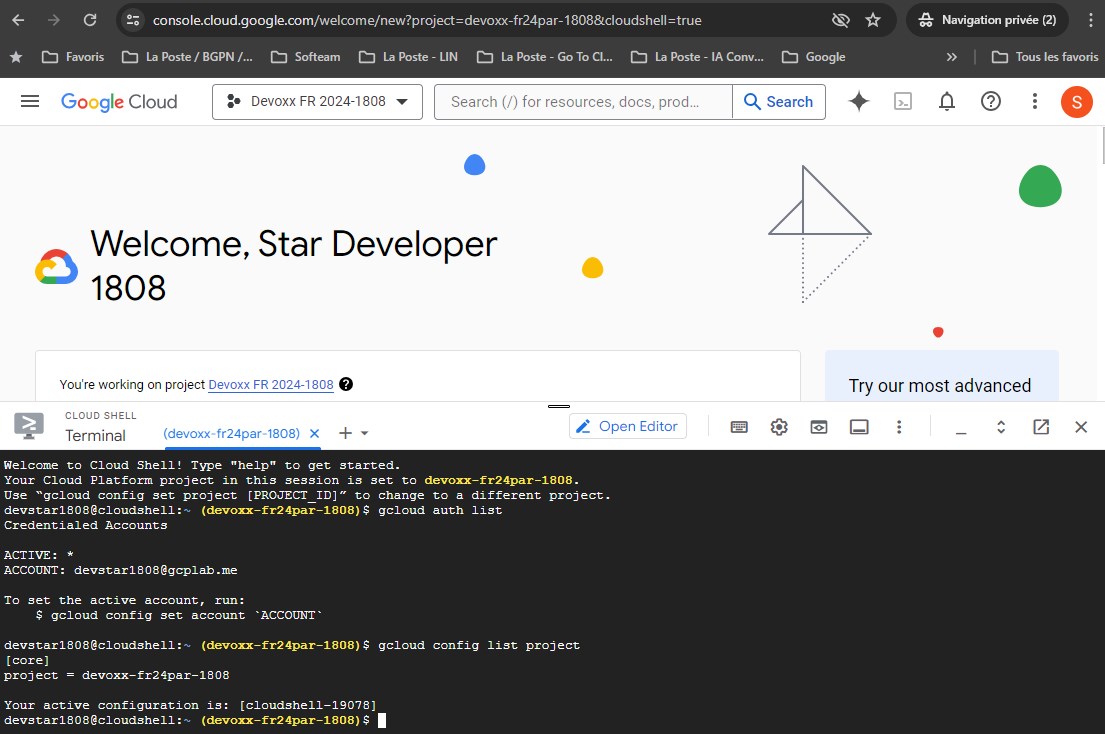 console.cloud.google.com/welcome/new?project=devoxx-fr24par-1808&cloudshell=true
Navigation privée (2)
Favoris
La Poste / BGPN /...
Softeam
La Poste - LIN
La Poste - Go To Cl...
La Poste - IA Conv...
Google
»
Tous les favoris
Google Cloud
Devoxx FR 2024-1808
Search (/) for resources, docs, prod...
Search
S
Welcome, Star Developer
1808
You're working on project Devoxx FR 2024-1808
Try our most advanced
CLOUD SHELL
Terminal
(devoxx-fr24par-1808)
Open Editor
Welcome to Cloud Shell! Type "help" to get started.
Your Cloud Platform project in this session is set to devoxx-fr24par-1808.
Use “gcloud config set project [PROJECT_ID]” to change to a different project.
devstar1808@cloudshell:~ (devoxx-fr24par-1808)$ gcloud auth list
Credentialed Accounts
ACTIVE: *
ACCOUNT: devstar1808@gcplab.me
To set the active account, run:
$ gcloud config set account `ACCOUNT`
devstar1808@cloudshell:~ (devoxx-fr24par-1808)$ gcloud config list project
[core]
project = devoxx-fr24par-1808
Your active configuration is: [cloudshell-19078]
devstar1808@cloudshell:~ (devoxx-fr24par-1808)$